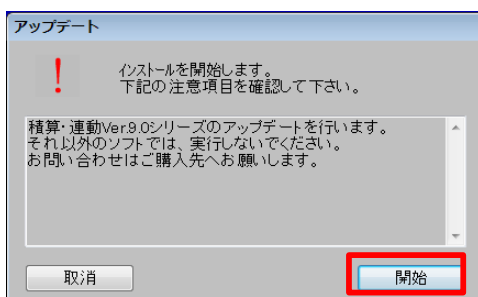 アップデート
インストールを開始します。
下記の注意項目を確認して下さい。
積算・連動Ver.9.0シリーズのアップデートを行います。
それ以外のソフトでは、実行しないでください。
お問い合わせはご購入先へお願いします。
取消
開始